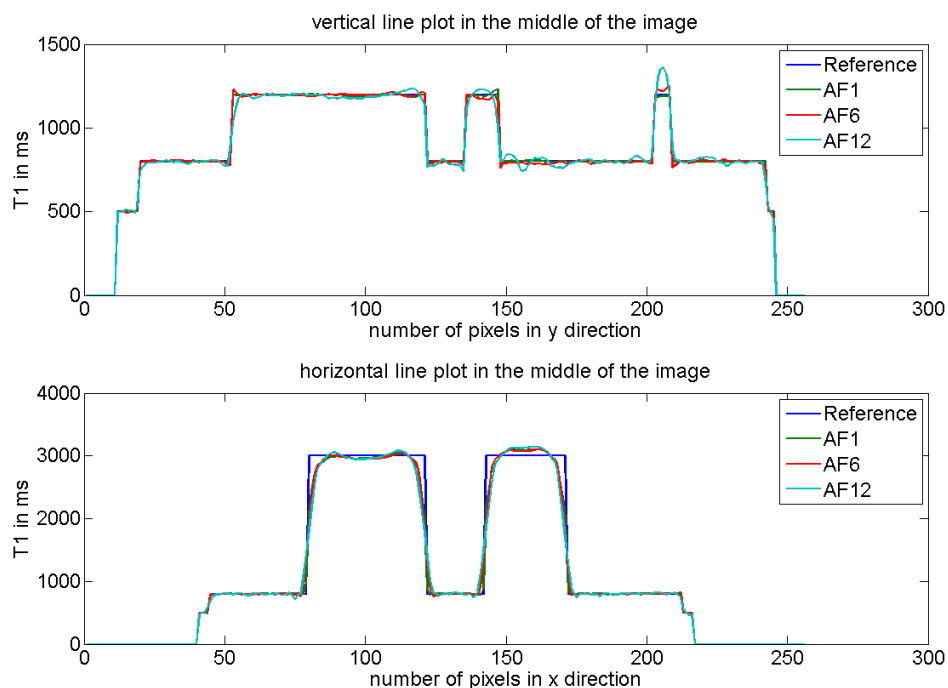 vertical line plot in the middle of the image
1500
1000
500
0
T1 in ms
Reference
AF1
AF6
AF12
0 50 100 150 200 250 300
number of pixels in y direction
horizontal line plot in the middle of the image
4000
3000
2000
1000
0
T1 in ms
Reference
AF1
AF6
AF12
0 50 100 150 200 250 300
number of pixels in x direction